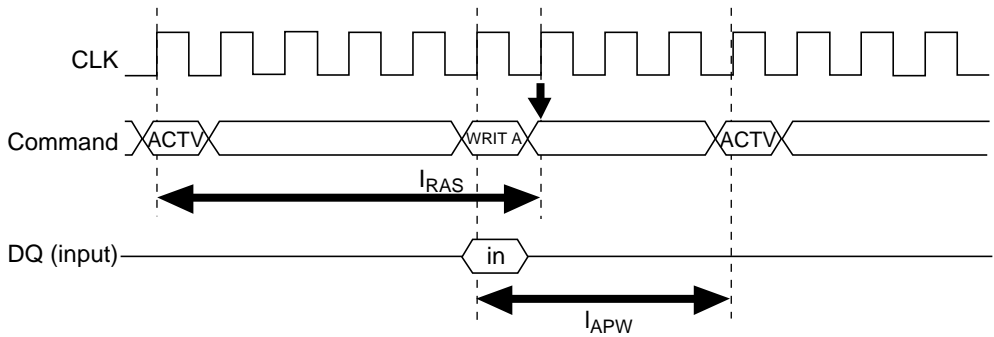 CLK
Command ACTV WRIT A ACTV
lRAS
DQ (input) in
lAPW